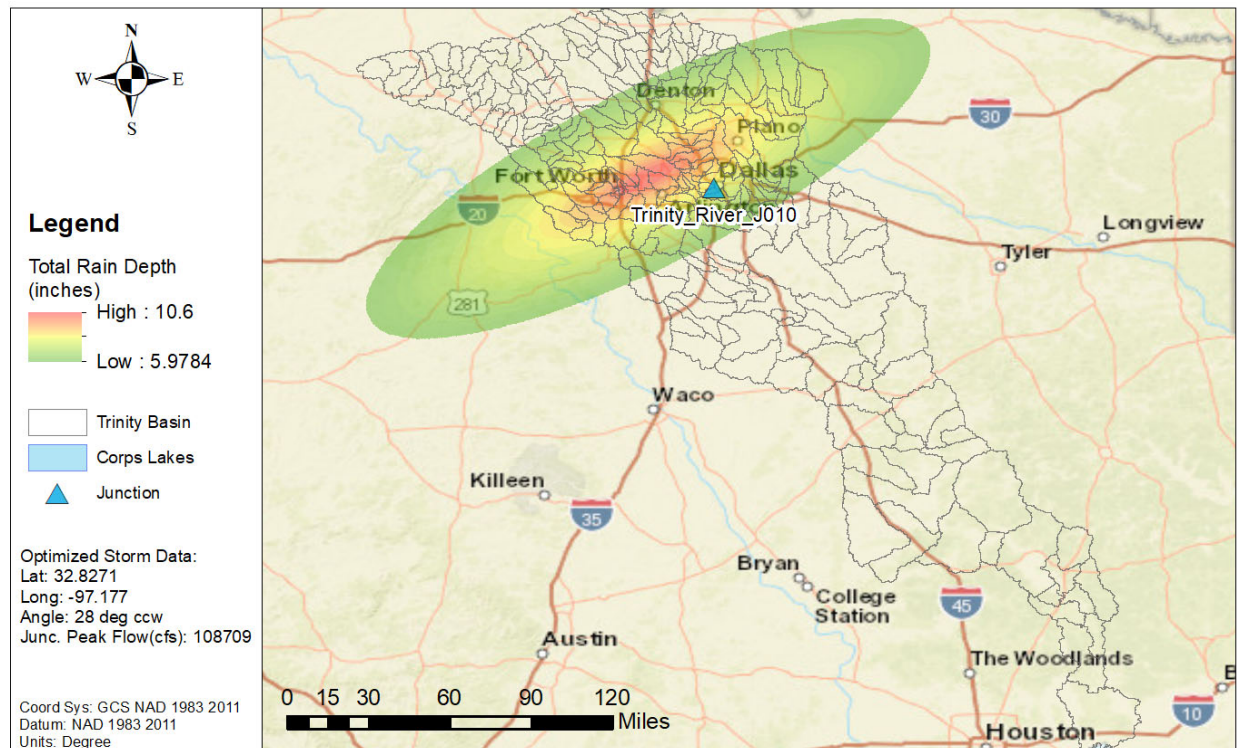 N
W E
S
Legend
Total Rain Depth
(inches)
High : 10.6
Low : 5.9784
Trinity Basin
Corps Lakes
Junction
Optimized Storm Data:
Lat: 32.8271
Long: -97.177
Angle: 28 deg ccw
Junc. Peak Flow(cfs): 108709
Coord Sys: GCS NAD 1983 2011
Datum: NAD 1983 2011
Units: Degree
Denton
30
Plano
Fort Worth
Dallas
20
Arlington
Trinity_River_J010
Longview
Tyler
281
Waco
Killeen
35
Bryan
College
Station
45
Austin
The Woodlands
B
10
Houston
0 15 30 60 90 120
Miles